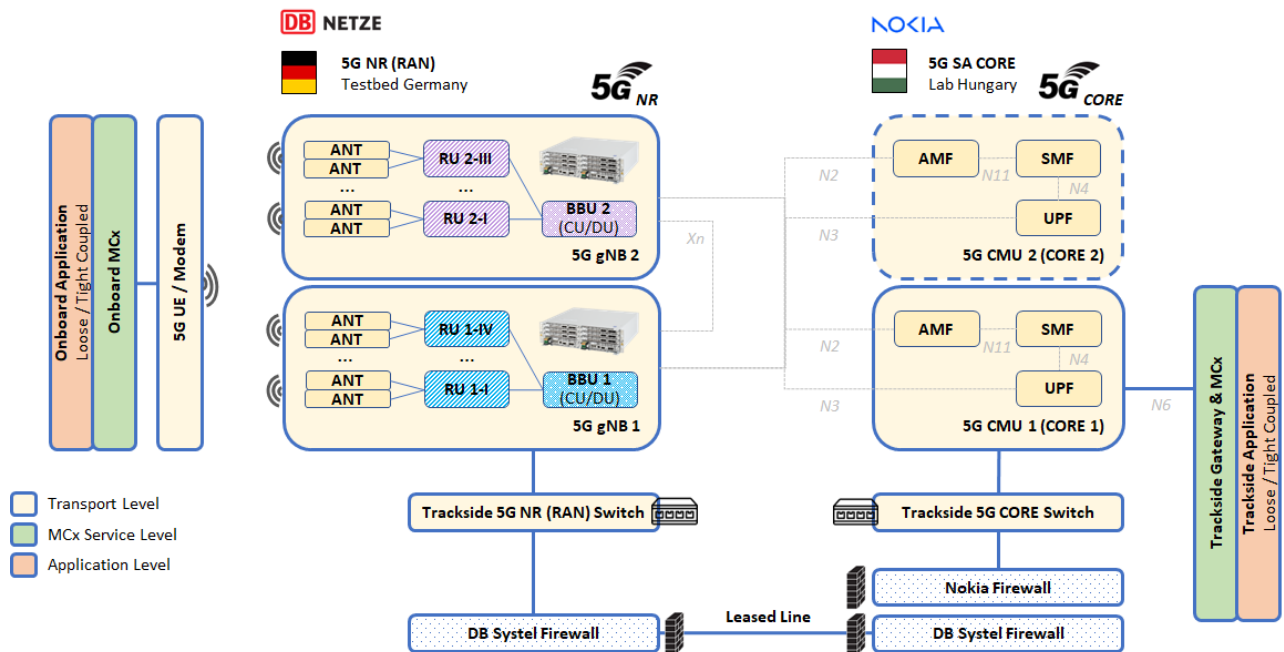 DB NETZE
NOKIA
5G NR (RAN)
Testbed Germany
5G NR
5G SA CORE
Lab Hungary
5G CORE
Onboard Application
Loose / Tight Coupled
Onboard MCx
5G UE / Modem
ANT
ANT
...
ANT
ANT
RU 2-III
...
RU 2-I
BBU 2
(CU/DU)
5G gNB 2
ANT
ANT
...
ANT
ANT
RU 1-IV
...
RU 1-I
BBU 1
(CU/DU)
5G gNB 1
Xn
N2
N3
N2
N3
AMF
N11
SMF
N4
UPF
5G CMU 2 (CORE 2)
AMF
N11
SMF
N4
UPF
5G CMU 1 (CORE 1)
N6
Trackside Gateway & MCx
Trackside Application
Loose / Tight Coupled
Transport Level
MCx Service Level
Application Level
Trackside 5G NR (RAN) Switch
Trackside 5G CORE Switch
Nokia Firewall
DB Systel Firewall
Leased Line
DB Systel Firewall